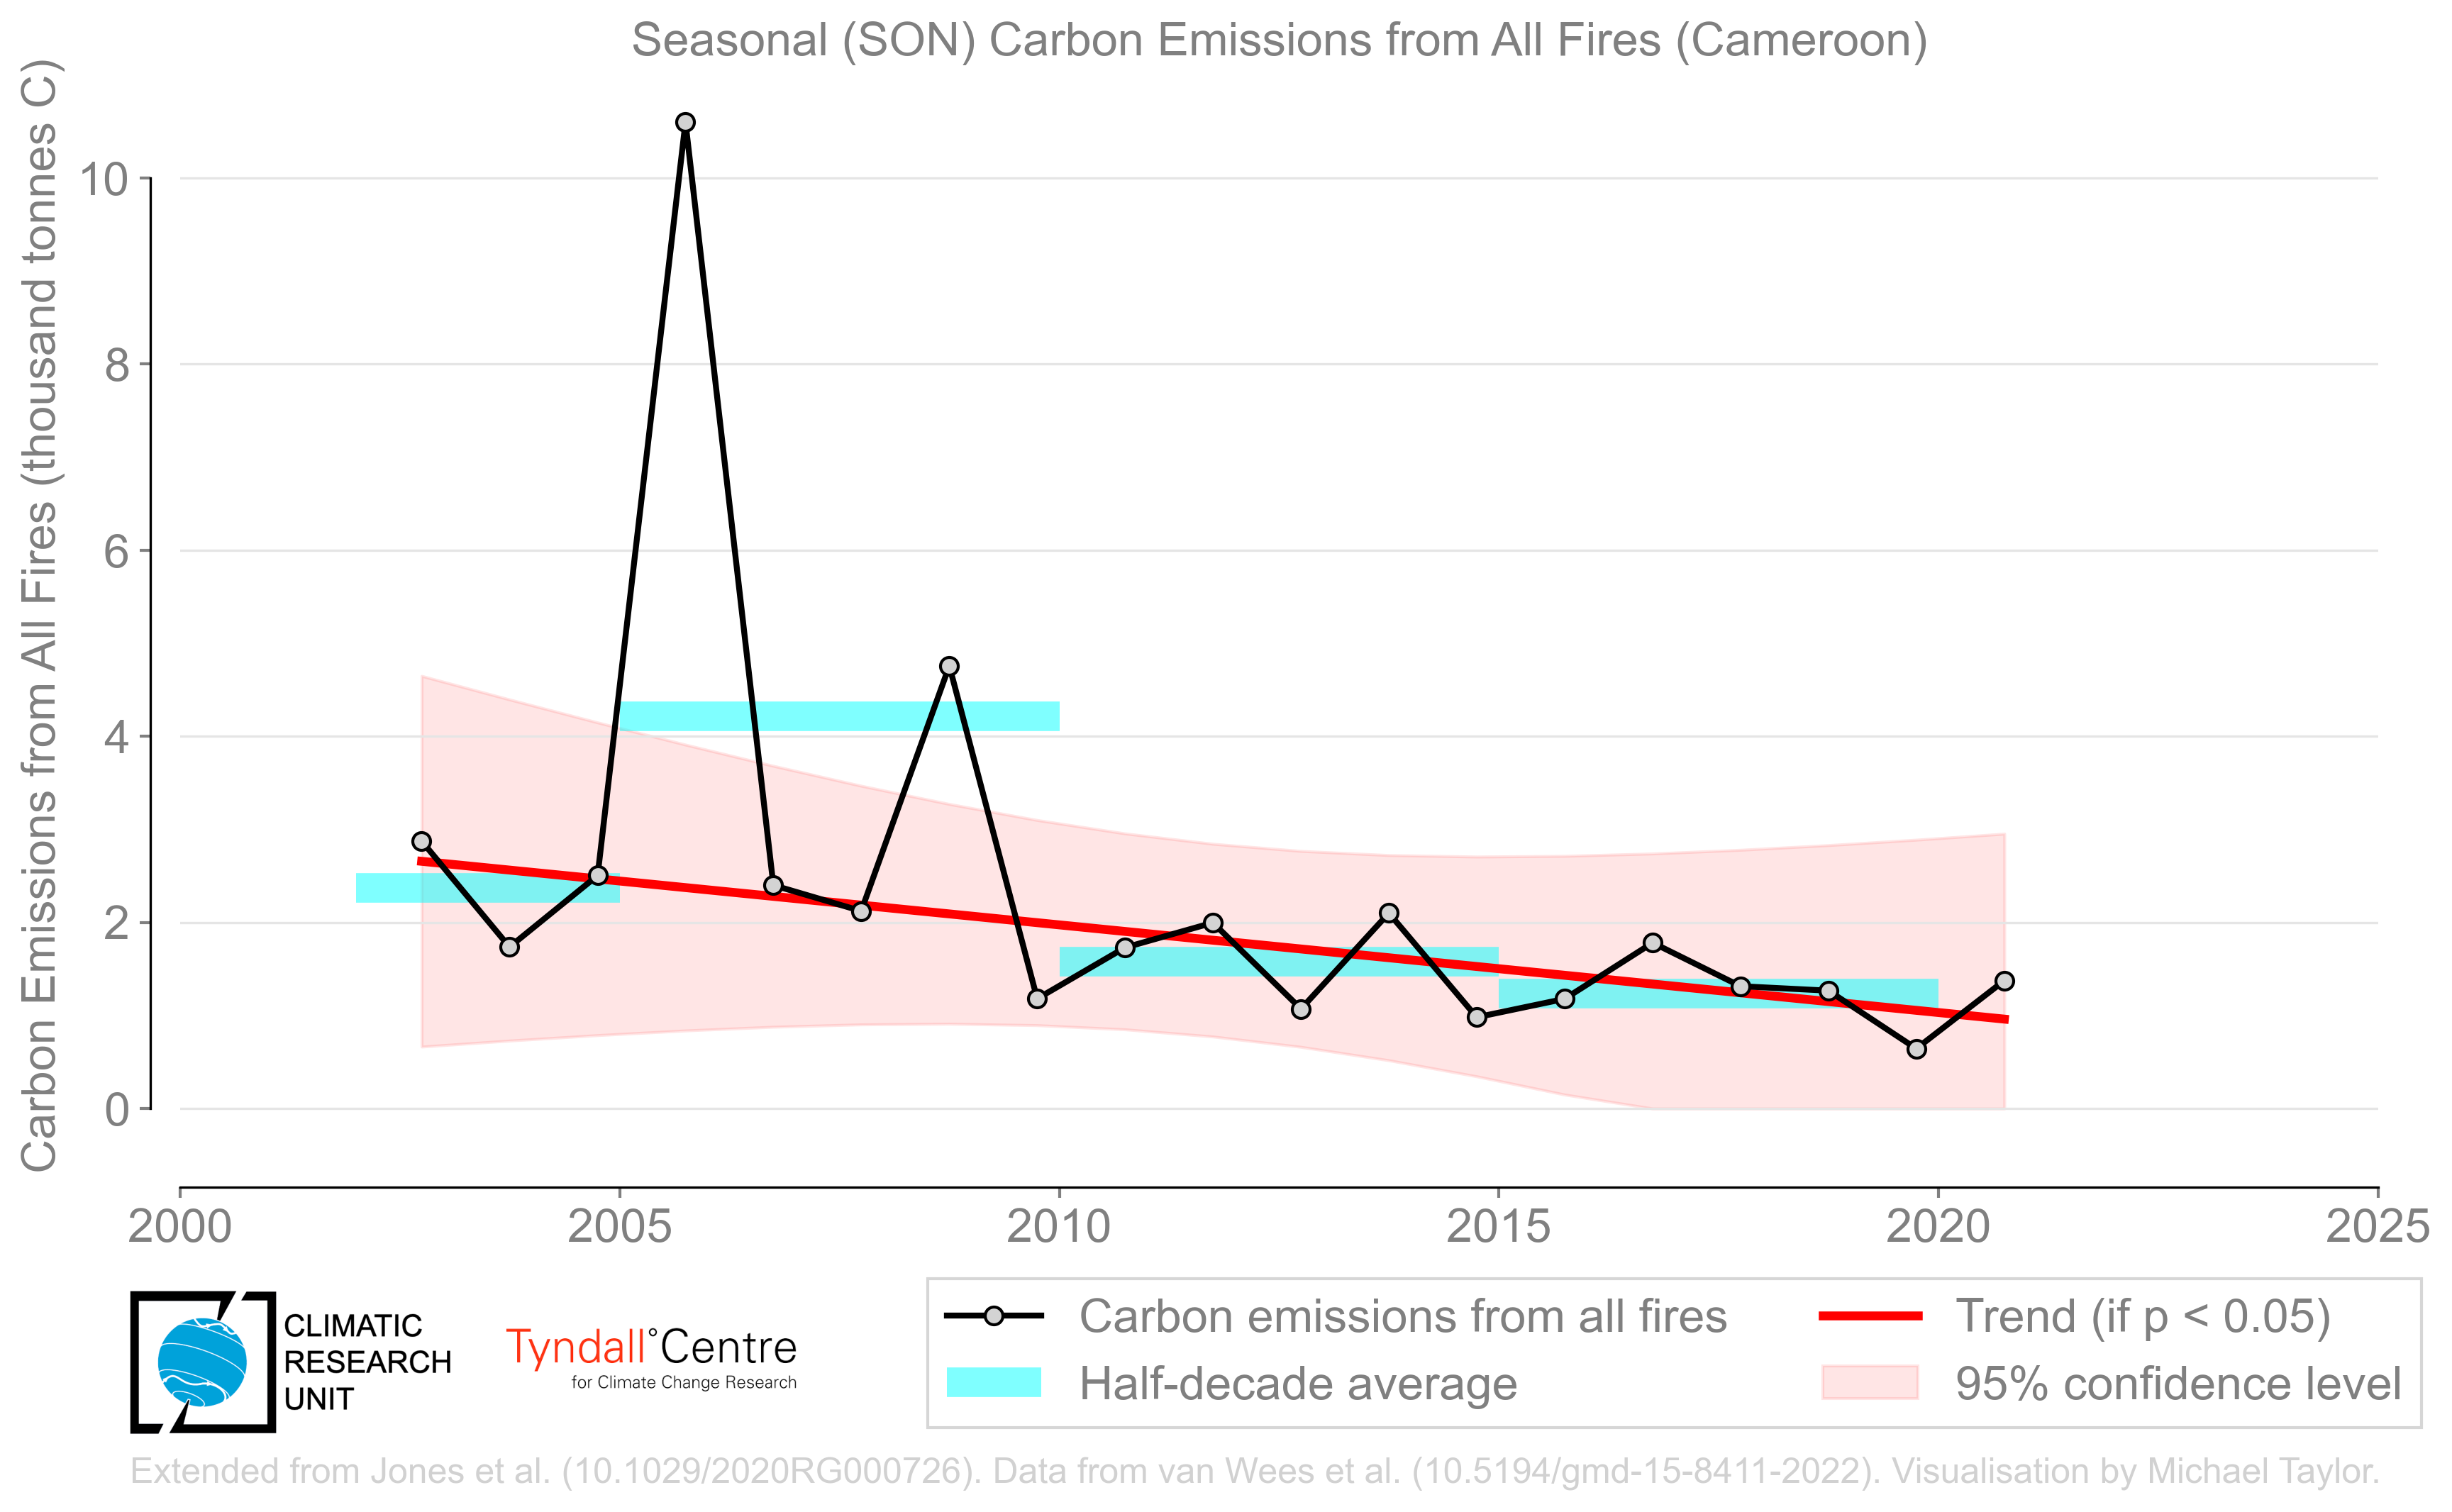 Seasonal (SON) Carbon Emissions from All Fires (Cameroon)
Carbon Emissions from All Fires (thousand tonnes C)
10
8
6
4
2
0
2000 2005 2010 2015 2020 2025
Carbon emissions from all fires
Trend (if p < 0.05)
Half-decade average
95% confidence level
CLIMATIC
RESEARCH
UNIT
Tyndall°Centre
for Climate Change Research
Extended from Jones et al. (10.1029/2020RG000726). Data from van Wees et al. (10.5194/gmd-15-8411-2022). Visualisation by Michael Taylor.